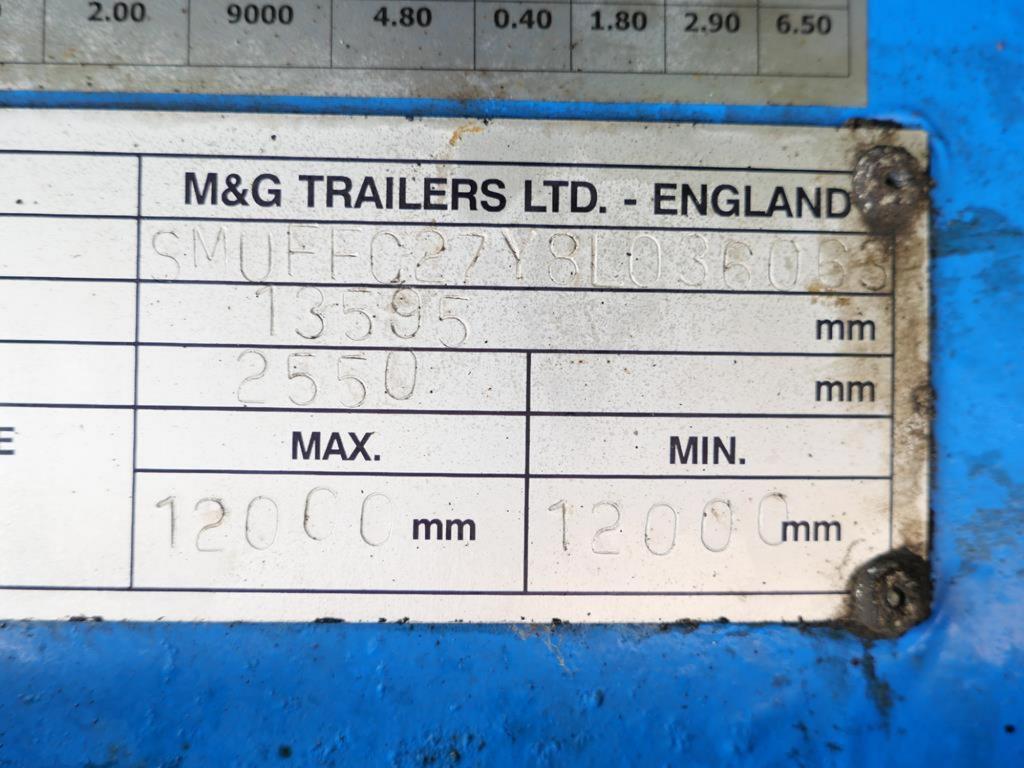 2.00 9000 4.80 0.40 1.80 2.90 6.50
M&G TRAILERS LTD. - ENGLAND
13595 mm
2550 mm
MAX. MIN.
12000 mm 12000 mm